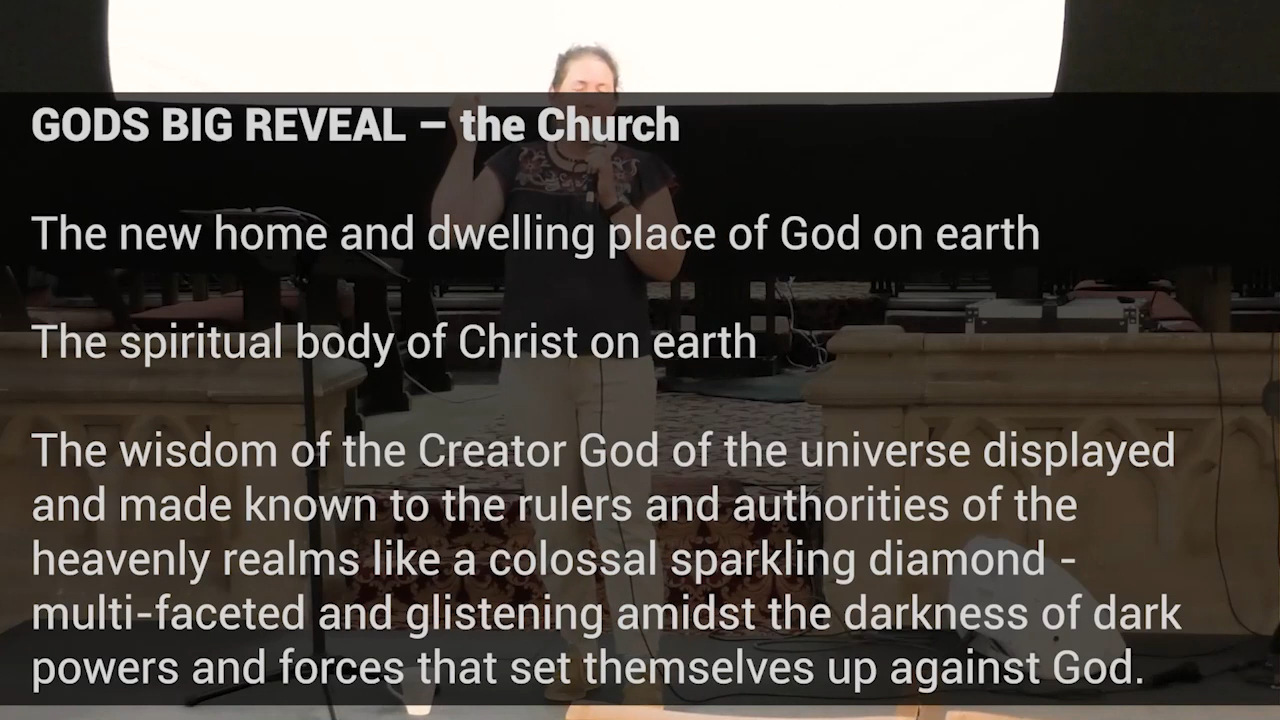 GODS BIG REVEAL – the Church
The new home and dwelling place of God on earth
The spiritual body of Christ on earth
The wisdom of the Creator God of the universe displayed
and made known to the rulers and authorities of the
heavenly realms like a colossal sparkling diamond -
multi-faceted and glistening amidst the darkness of dark
powers and forces that set themselves up against God.